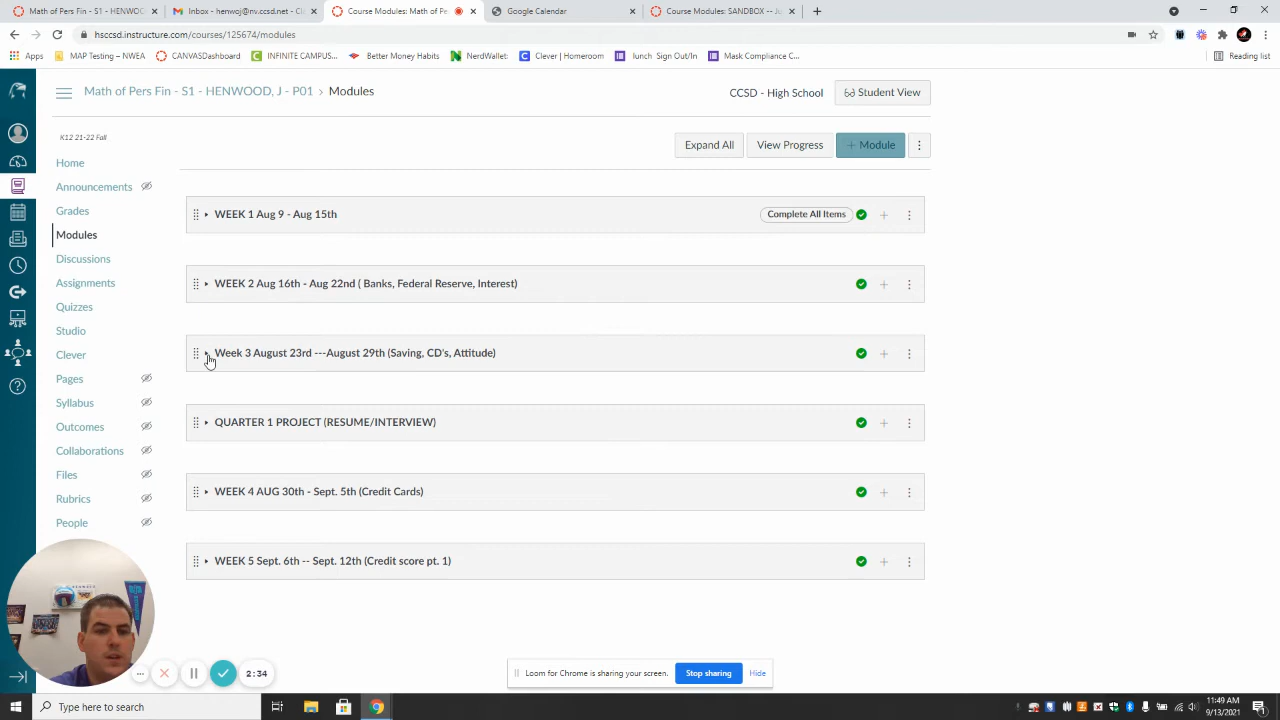 Home - P01 - HENWO
Inbox - henwoj@nv.ccsd.net - Cla
Course Modules: Math of Pe
Google Calendar
Course Modules: SANDBOX -- Ju
hsccsd.instructure.com/courses/125674/modules
Apps
MAP Testing – NWEA
CANVASDashboard
INFINITE CAMPUS...
Better Money Habits
NerdWallet:
Clever | Homeroom
1lunch Sign Out/In
Mask Compliance C...
Reading list
Math of Pers Fin - S1 - HENWOOD, J - P01 › Modules
CCSD - High School
Student View
K12 21-22 Fall
Expand All
View Progress
+ Module
Home
Announcements
Grades
Modules
Discussions
Assignments
Quizzes
Studio
Clever
Pages
Syllabus
Outcomes
Collaborations
Files
Rubrics
People
WEEK 1 Aug 9 - Aug 15th
Complete All Items
WEEK 2 Aug 16th - Aug 22nd ( Banks, Federal Reserve, Interest)
Week 3 August 23rd ---August 29th (Saving, CD's, Attitude)
QUARTER 1 PROJECT (RESUME/INTERVIEW)
WEEK 4 AUG 30th - Sept. 5th (Credit Cards)
WEEK 5 Sept. 6th -- Sept. 12th (Credit score pt. 1)
2:34
Loom for Chrome is sharing your screen.
Stop sharing
Hide
Type here to search
11:49 AM
9/13/2021